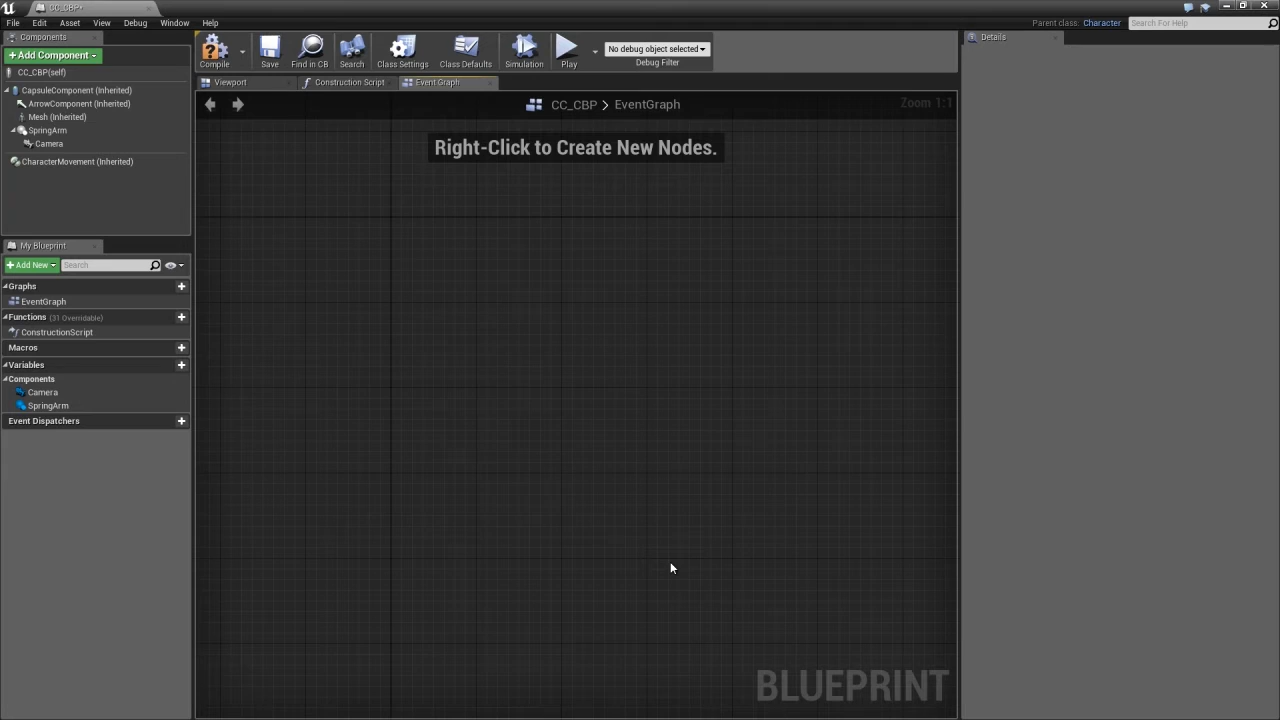 CC_CBP*
File Edit Asset View Debug Window Help
Parent class: Character Search For Help
Components
+Add Component
CC_CBP(self)
CapsuleComponent (Inherited)
ArrowComponent (Inherited)
Mesh (Inherited)
SpringArm
Camera
CharacterMovement (Inherited)
My Blueprint
+Add New Search
Graphs
EventGraph
Functions (31 Overridable)
ConstructionScript
Macros
Variables
Components
Camera
SpringArm
Event Dispatchers
Compile Save Find in CB Search Class Settings Class Defaults Simulation Play
No debug object selected
Debug Filter
Viewport Construction Script Event Graph
CC_CBP > EventGraph
Zoom 1:1
Right-Click to Create New Nodes.
BLUEPRINT
Details